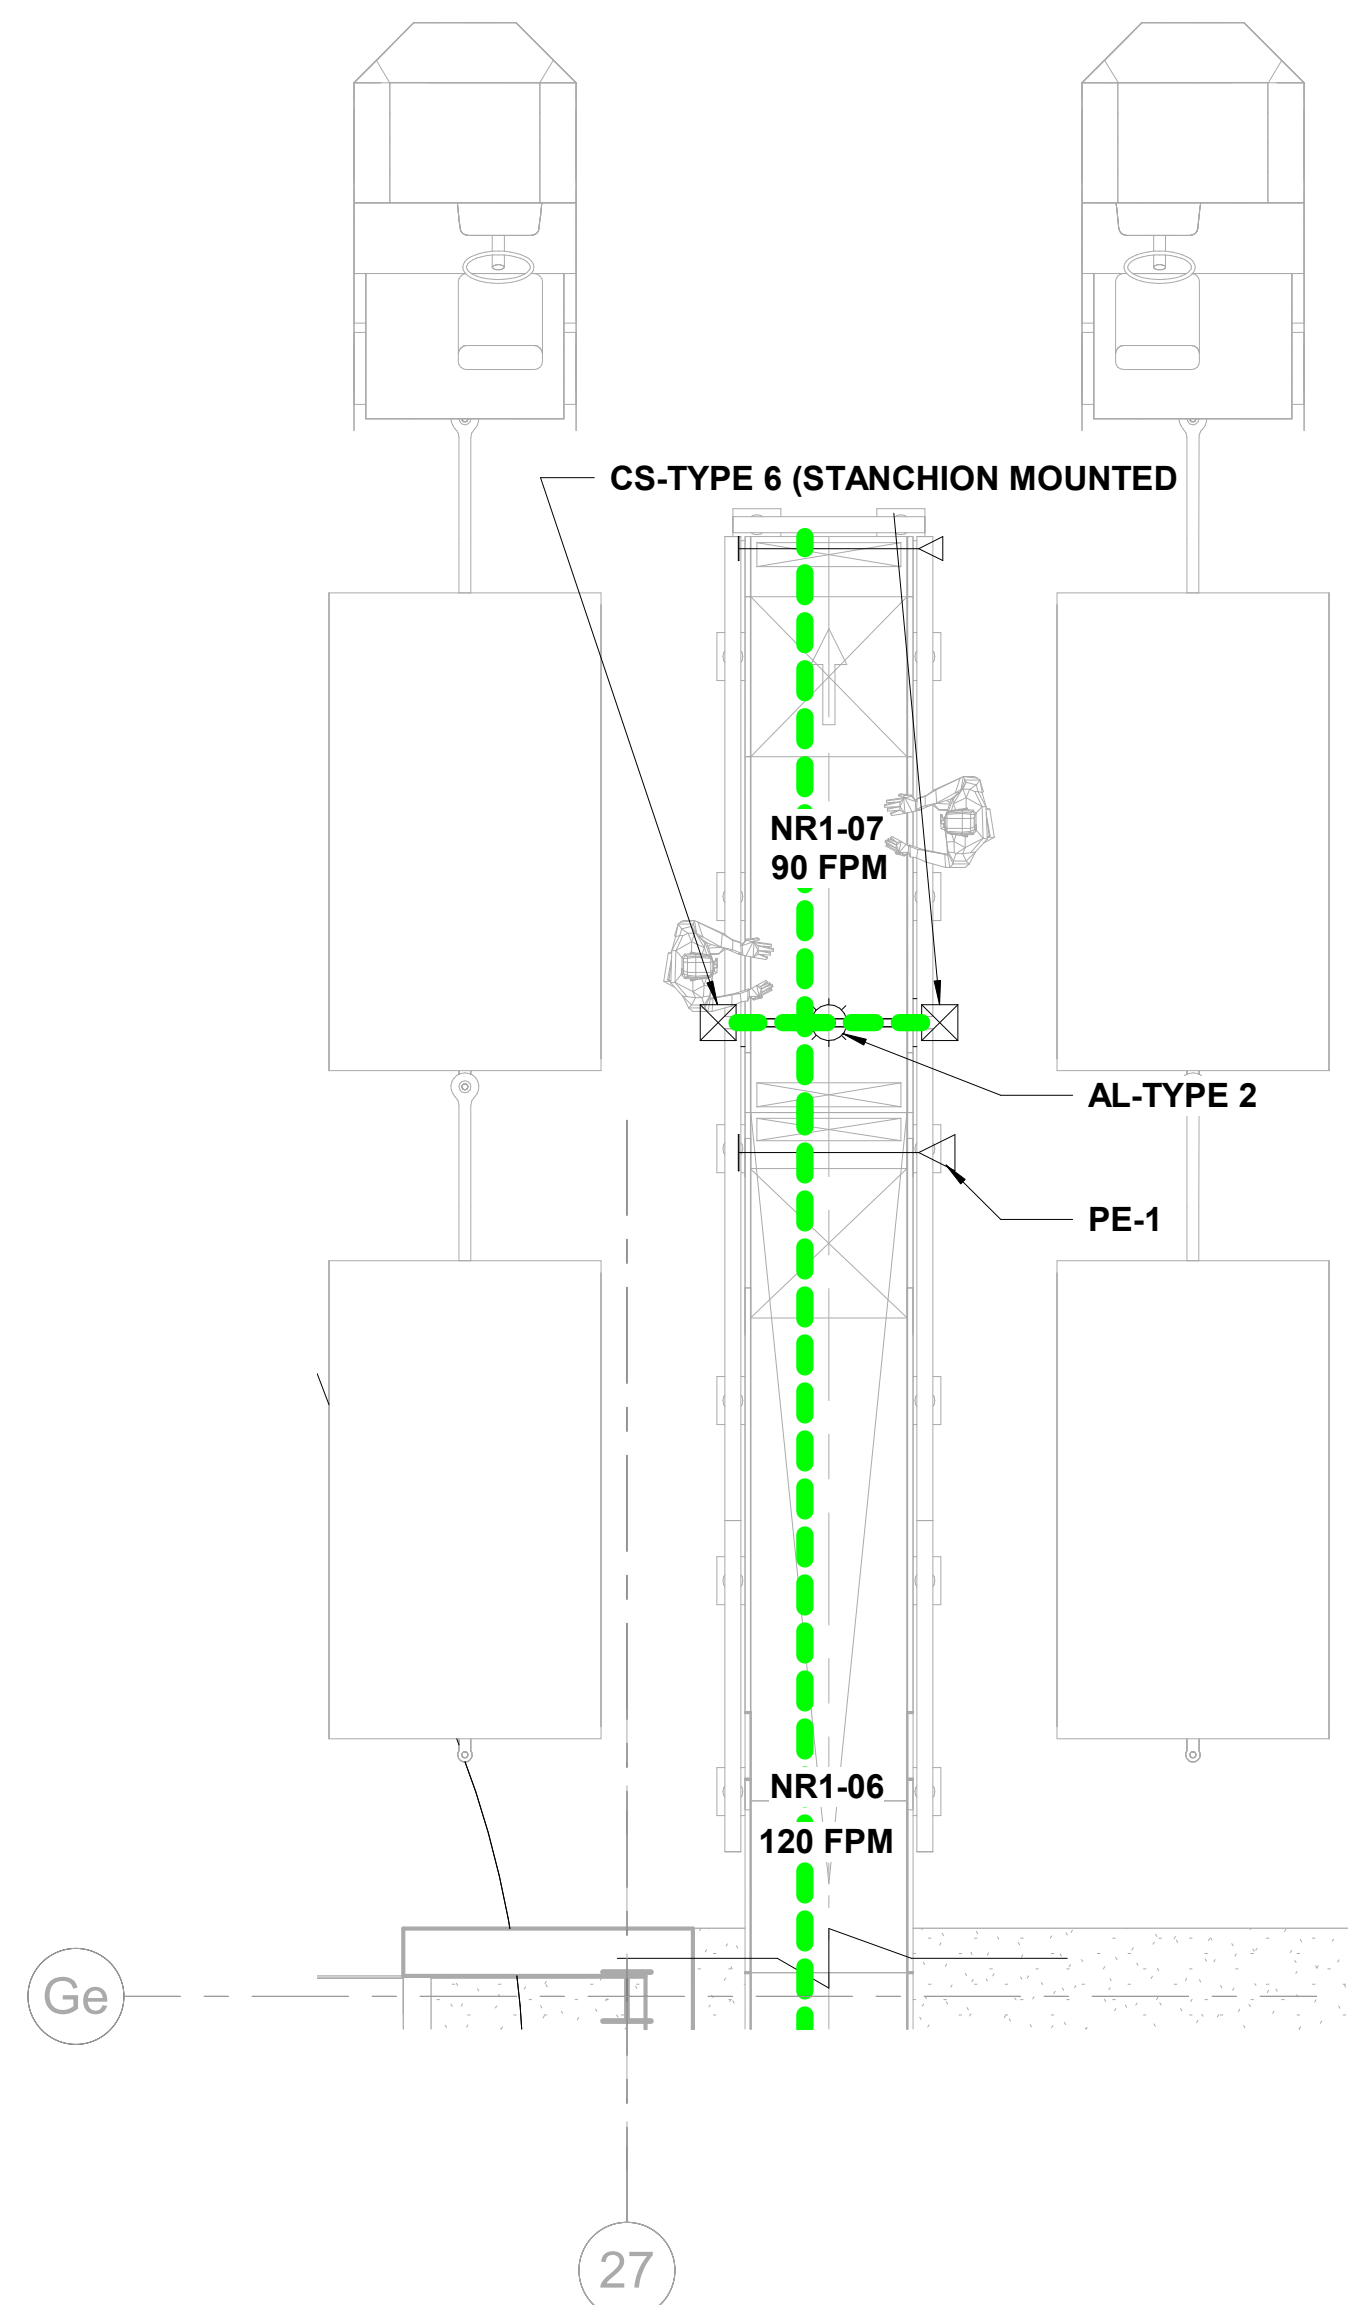 CS-TYPE 6 (STANCHION MOUNTED
NR1-07
90 FPM
AL-TYPE 2
PE-1
NR1-06
120 FPM
Ge
27